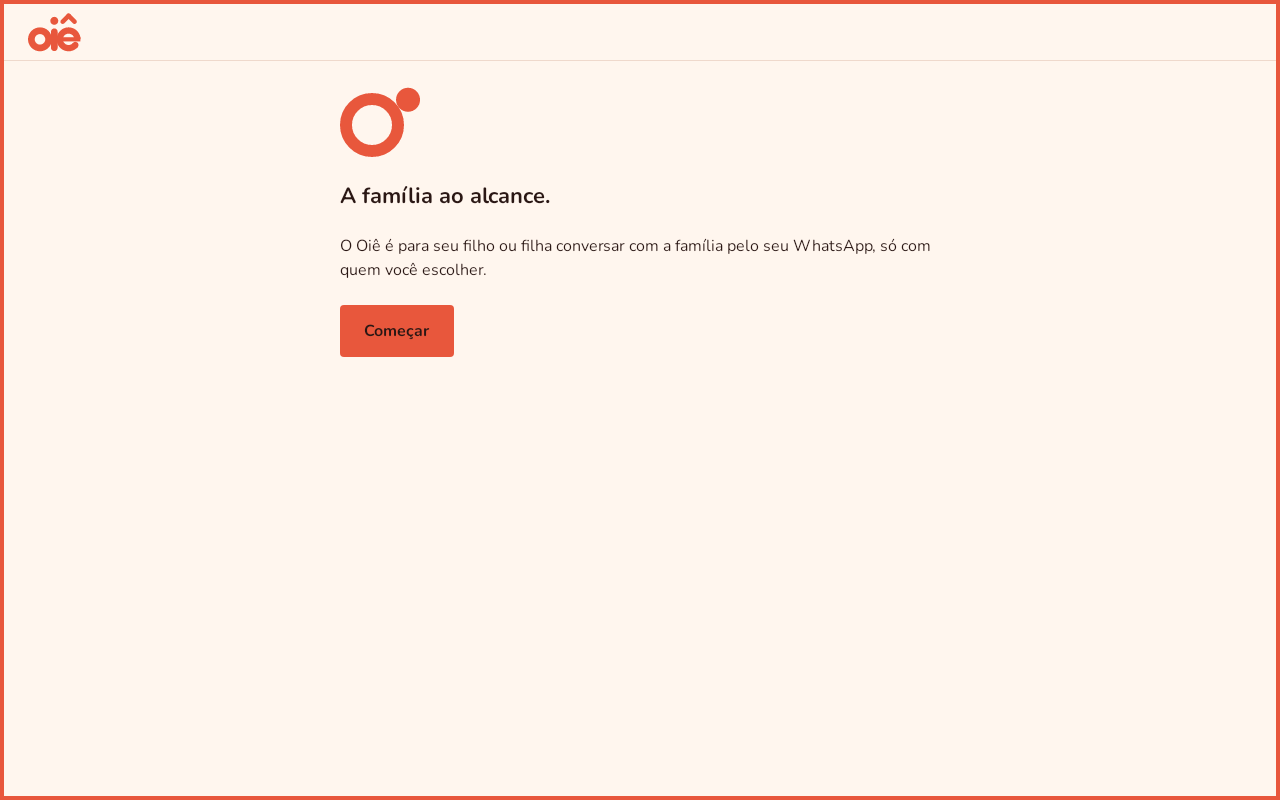 oiê
A família ao alcance.
O Oiê é para seu filho ou filha conversar com a família pelo seu WhatsApp, só com
quem você escolher.
Começar